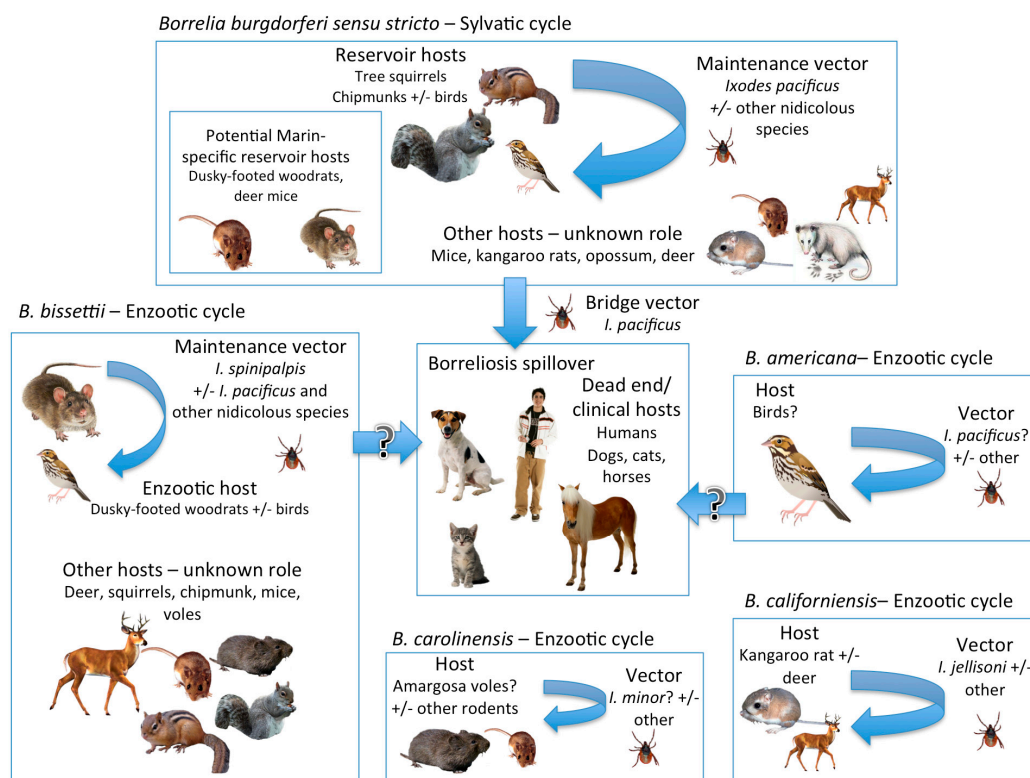 Borrelia burgdorferi sensu stricto – Sylvatic cycle
Reservoir hosts
Tree squirrels
Chipmunks +/- birds
Maintenance vector
Ixodes pacificus
+/- other nidicolous
species
Potential Marin-
specific reservoir hosts
Dusky-footed woodrats,
deer mice
Other hosts – unknown role
Mice, kangaroo rats, opossum, deer
Bridge vector
I. pacificus
B. bissettii – Enzootic cycle
Maintenance vector
I. spinipalpis
+/- I. pacificus and
other nidicolous species
Enzootic host
Dusky-footed woodrats +/- birds
Other hosts – unknown role
Deer, squirrels, chipmunk, mice,
voles
?
Borreliosis spillover
Dead end/
clinical hosts
Humans
Dogs, cats,
horses
?
B. americana– Enzootic cycle
Host
Birds?
Vector
I. pacificus?
+/- other
B. carolinensis – Enzootic cycle
Host
Amargosa voles?
+/- other rodents
Vector
I. minor? +/-
other
B. californiensis– Enzootic cycle
Host
Kangaroo rat +/-
deer
Vector
I. jellisoni +/-
other